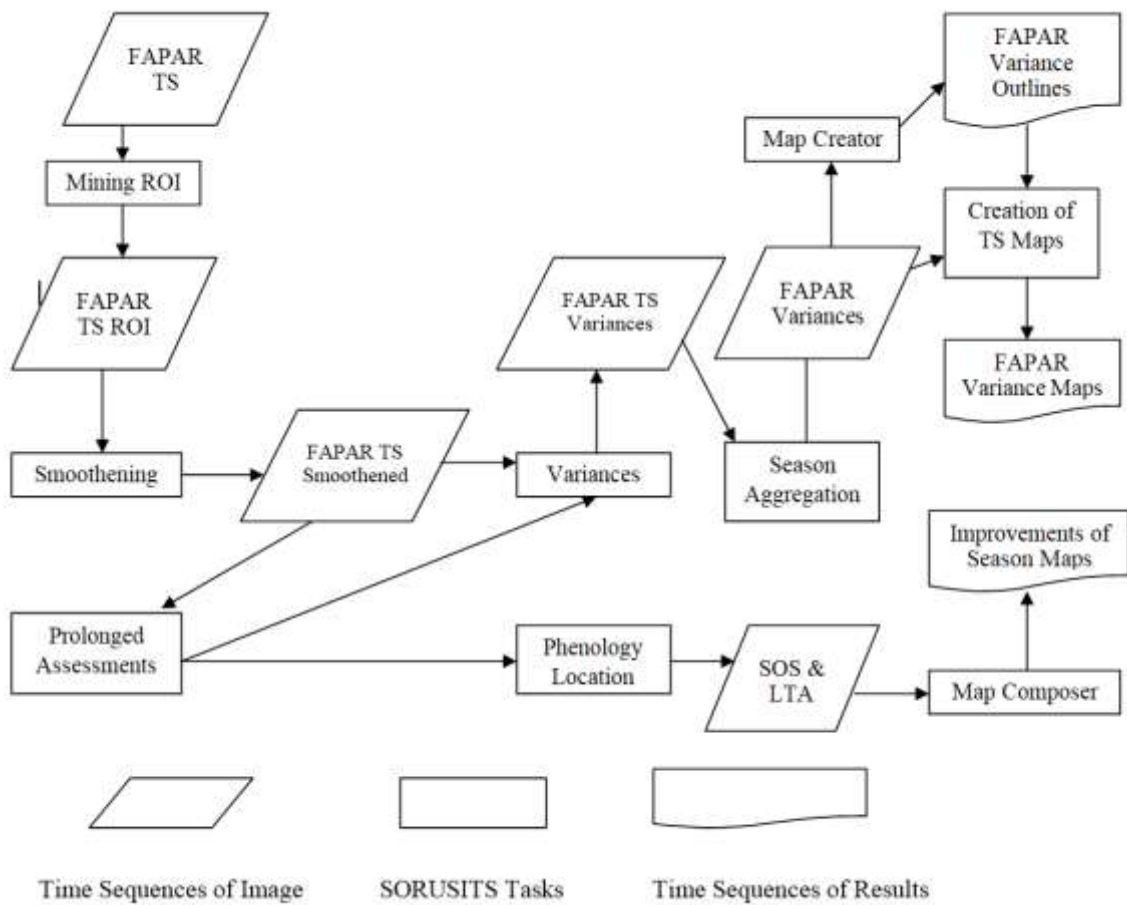 FAPAR
TS
Mining ROI
FAPAR
TS ROI
Smoothening
FAPAR TS
Smoothened
Prolonged
Assessments
Variances
FAPAR TS
Variances
Season
Aggregation
FAPAR
Variances
Map Creator
FAPAR
Variance
Outlines
Creation of
TS Maps
FAPAR
Variance Maps
Phenology
Location
SOS &
LTA
Map Composer
Improvements of
Season Maps
Time Sequences of Image
SORUSITS Tasks
Time Sequences of Results